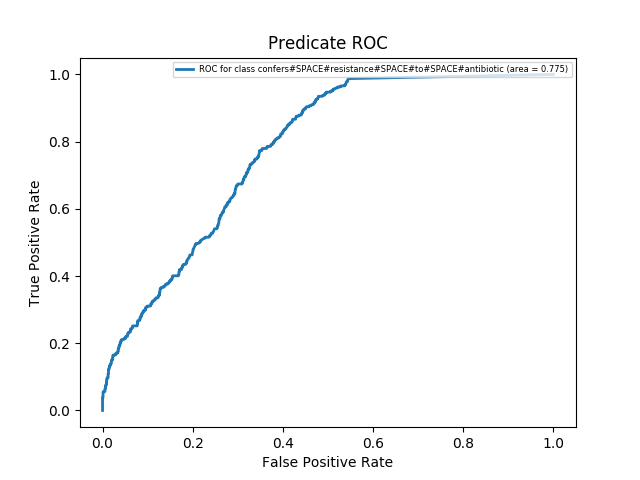 Predicate ROC
ROC for class confers#SPACE#resistance#SPACE#to#SPACE#antibiotic (area = 0.775)
1.0
0.8
0.6
0.4
0.2
0.0
True Positive Rate
0.0 0.2 0.4 0.6 0.8 1.0
False Positive Rate